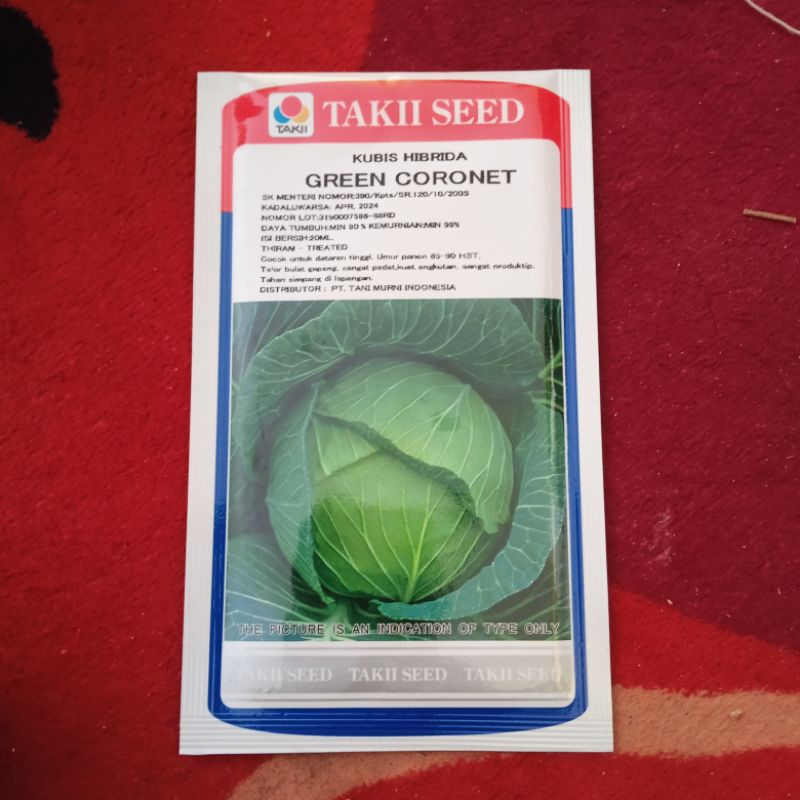 TAKII
TAKII SEED
KUBIS HIBRIDA
GREEN CORONET
SK MENTERI NOMOR:390/Kpts/SR.120/10/2005
KADALUWARSA: APR. 2024
NOMOR LOT:
DAYA TUMBUH:MIN 80% KEMURNIAN:MIN 98%
ISI BERSIH:20ML.
THIRAM - TREATED
Cocok untuk dataran tinggi. Umur panen 85-90 HST.
Telor bulat gepeng, sangat padat,kuat angkutan, sangat produktip.
Tahan simpang di lapangan.
DISTRIBUTOR : PT. TANI MURNI INDONESIA
THE PICTURE IS AN INDICATION OF TYPE ONLY
TAKII SEED TAKII SEED TAKII SEED